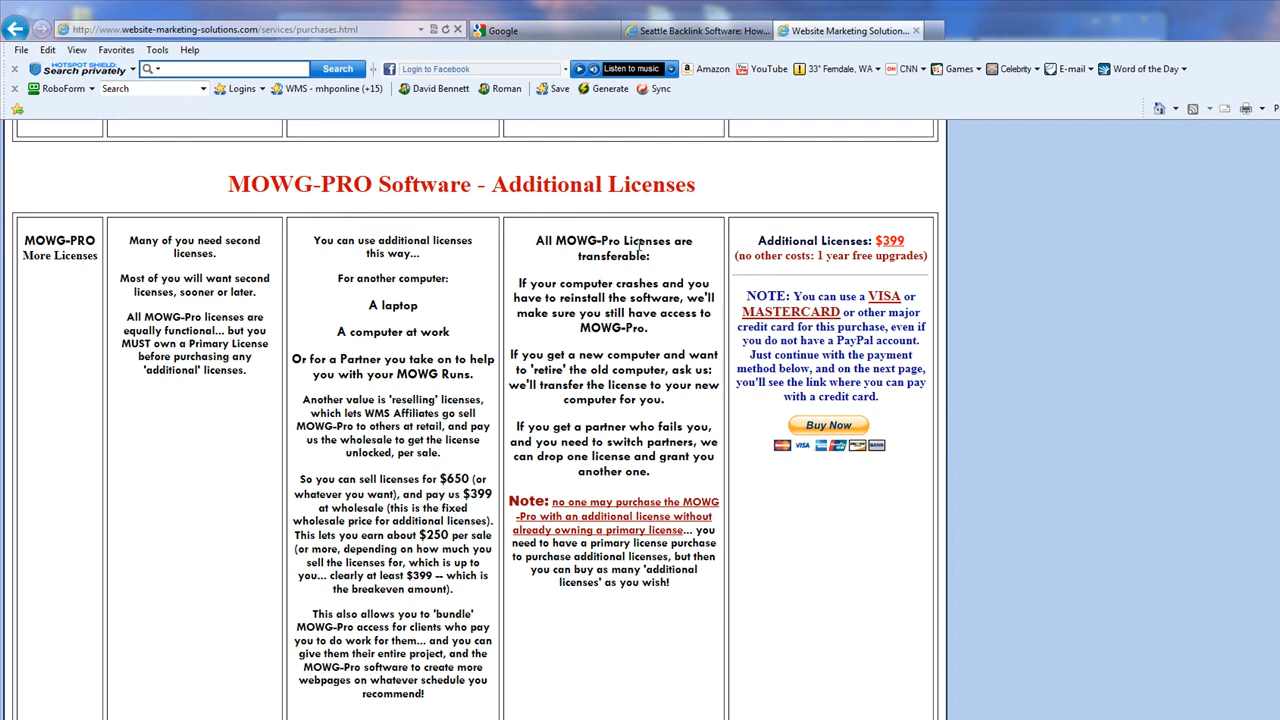 http://www.website-marketing-solutions.com/services/purchases.html
Google
Seattle Backlink Software: How...
Website Marketing Solution...
File Edit View Favorites Tools Help
HOTSPOT SHIELD:
Search privately
Search
Login to Facebook
Listen to music
Amazon
YouTube
33° Ferndale, WA
CNN
Games
Celebrity
E-mail
Word of the Day
RoboForm
Search
Logins
WMS - mhponline (+15)
David Bennett
Roman
Save
Generate
Sync
P
MOWG-PRO Software - Additional Licenses
MOWG-PRO
More Licenses
Many of you need second
licenses.
Most of you will want second
licenses, sooner or later.
All MOWG-Pro licenses are
equally functional... but you
MUST own a Primary License
before purchasing any
'additional' licenses.
You can use additional licenses
this way...
For another computer:
A laptop
A computer at work
Or for a Partner you take on to help
you with your MOWG Runs.
Another value is 'reselling' licenses,
which lets WMS Affiliates go sell
MOWG-Pro to others at retail, and pay
us the wholesale to get the license
unlocked, per sale.
So you can sell licenses for $650 (or
whatever you want), and pay us $399
at wholesale (this is the fixed
wholesale price for additional licenses).
This lets you earn about $250 per sale
(or more, depending on how much you
sell the licenses for, which is up to
you... clearly at least $399 -- which is
the breakeven amount).
This also allows you to 'bundle'
MOWG-Pro access for clients who pay
you to do work for them... and you can
give them their entire project, and the
MOWG-Pro software to create more
webpages on whatever schedule you
recommend!
All MOWG-Pro Licenses are
transferable:
If your computer crashes and you
have to reinstall the software, we'll
make sure you still have access to
MOWG-Pro.
If you get a new computer and want
to 'retire' the old computer, ask us:
we'll transfer the license to your new
computer for you.
If you get a partner who fails you,
and you need to switch partners, we
can drop one license and grant you
another one.
Note: no one may purchase the MOWG
-Pro with an additional license without
already owning a primary license... you
need to have a primary license purchase
to purchase additional licenses, but then
you can buy as many 'additional
licenses' as you wish!
Additional Licenses: $399
(no other costs: 1 year free upgrades)
NOTE: You can use a VISA or
MASTERCARD or other major
credit card for this purchase, even if
you do not have a PayPal account.
Just continue with the payment
method below, and on the next page,
you'll see the link where you can pay
with a credit card.
Buy Now
VISA
BANK